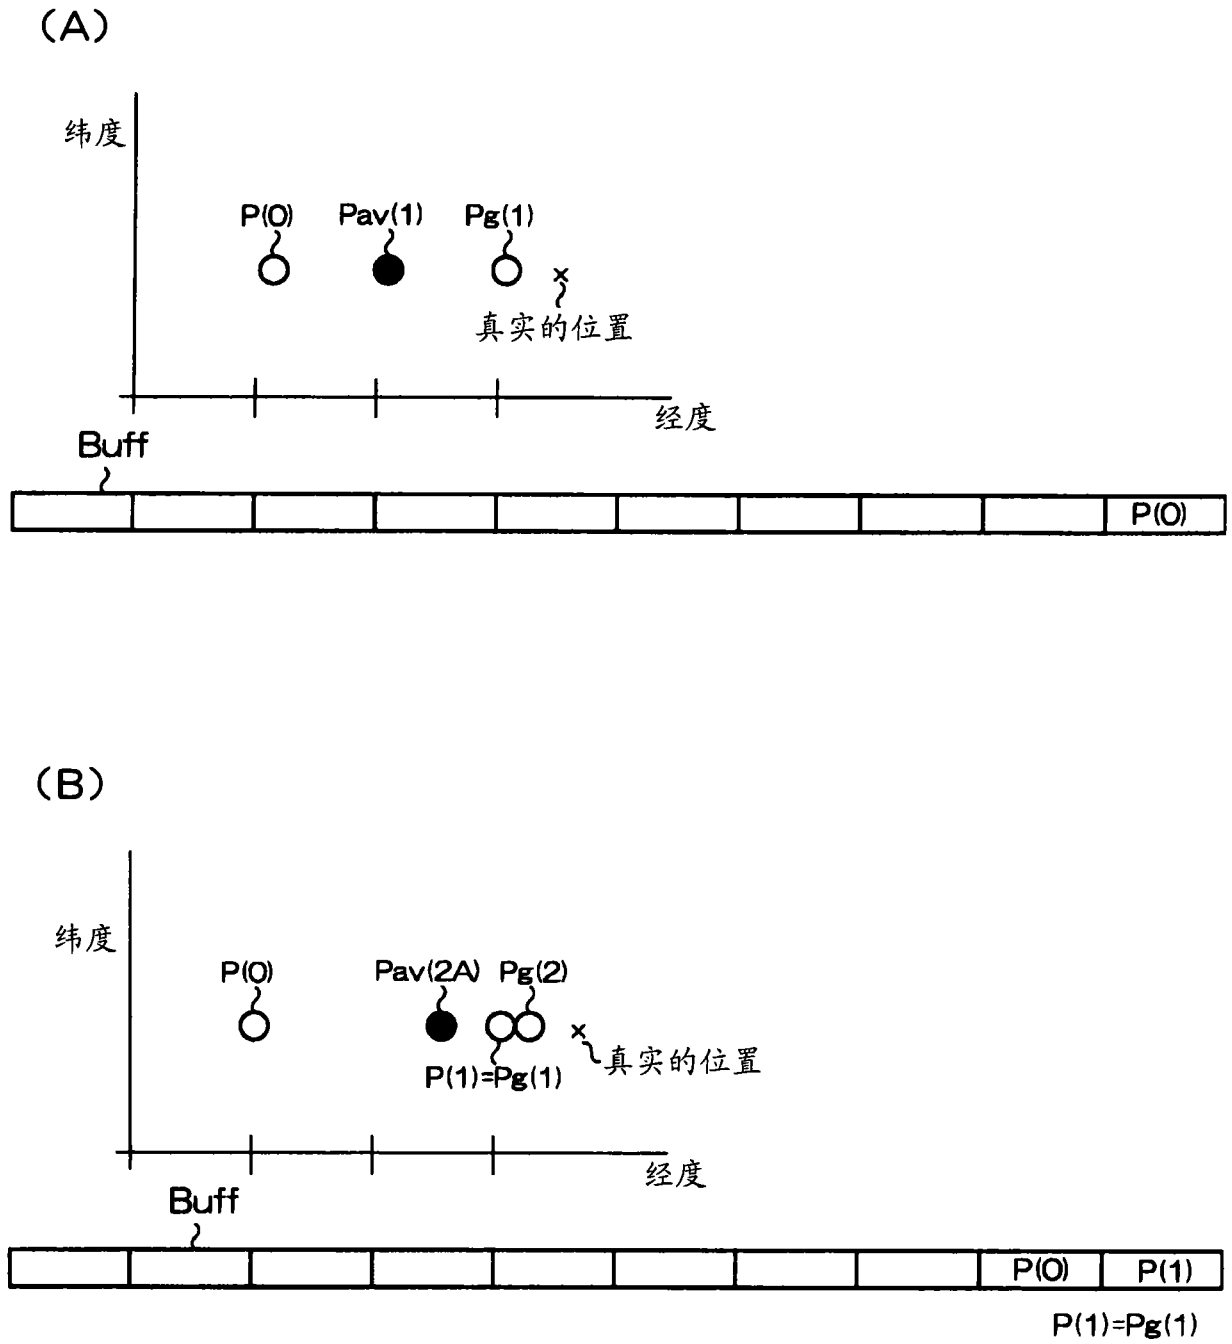 (A)
纬度
P(0) Pav(1) Pg(1)
×
真实的位置
经度
Buff
P(0)
(B)
纬度
P(0) Pav(2A) Pg(2)
×
真实的位置
P(1)=Pg(1)
经度
Buff
P(0) P(1)
P(1)=Pg(1)